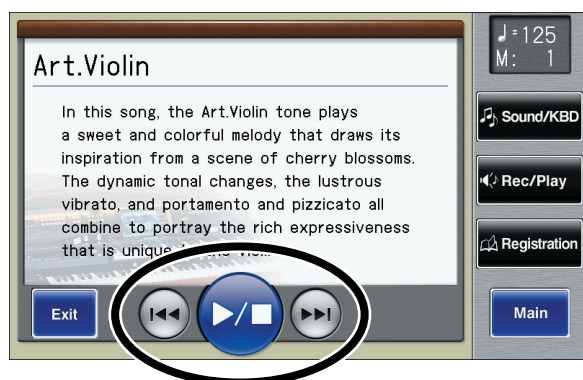 Art.Violin
In this song, the Art.Violin tone plays
a sweet and colorful melody that draws its
inspiration from a scene of cherry blossoms.
The dynamic tonal changes, the lustrous
vibrato, and portamento and pizzicato all
combine to portray the rich expressiveness
that is unique
Exit
♩=125
M: 1
Sound/KBD
Rec/Play
Registration
Main